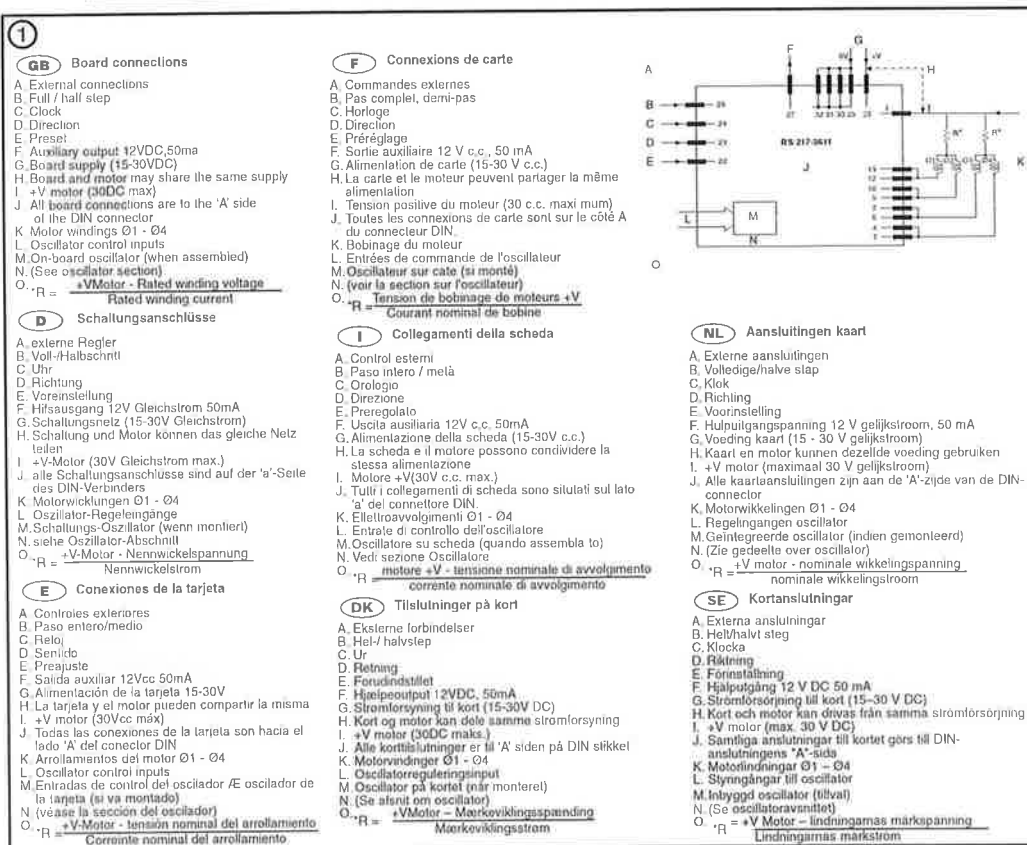 1
GB Board connections
A. External connections
B. Full / half step
C. Clock
D. Direction
E. Preset
F. Auxiliary output 12VDC,50ma
G. Board supply (15-30VDC)
H. Board and motor may share the same supply
I +V motor (30DC max)
J All board connections are to the 'A' side
of the DIN connector
K Motor windings Ø1 - Ø4
L. Oscillator control inputs
M. On-board oscillator (when assembled)
N. (See oscillator section)
O. *R = +VMotor - Rated winding voltage
Rated winding current
D Schaltungsanschlüsse
A. externe Regler
B. Voll-/Halbschritt
C. Uhr
D. Richtung
E. Voreinstellung
F. Hilfsausgang 12V Gleichstrom 50mA
G. Schaltungsnetz (15-30V Gleichstrom)
H. Schaltung und Motor können das gleiche Netz
teilen
I +V-Motor (30V Gleichstrom max.)
J. alle Schaltungsanschlüsse sind auf der 'a'-Seite
des DIN-Verbinders
K. Motorwicklungen Ø1 - Ø4
L Oszillator-Regeleingänge
M. Schaltungs-Oszillator (wenn montiert)
N. siehe Oszillator-Abschnitt
O. *R = +V-Motor - Nennwickelspannung
Nennwickelstrom
E Conexiones de la tarjeta
A. Controles exteriores
B. Paso entero/medio
C. Reloj
D. Sentido
E. Preajuste
F. Salida auxiliar 12Vcc 50mA
G. Alimentación de la tarjeta 15-30V
H. La tarjeta y el motor pueden compartir la misma
I. +V motor (30Vcc máx)
J. Todas las conexiones de la tarjeta son hacia el
lado 'A' del conector DIN
K. Arrollamientos del motor Ø1 - Ø4
L. Oscillator control inputs
M. Entradas de control del oscilador Æ oscilador de
la tarjeta (si va montado)
N. (véase la sección del oscilador)
O. *R = +V-Motor - tensión nominal del arrollamiento
Correinte nominal del arrollamiento
F Connexions de carte
A. Commandes externes
B. Pas complet, demi-pas
C. Horloge
D. Direction
E. Préréglage
F. Sortie auxiliaire 12 V c.c., 50 mA
G. Alimentation de carte (15-30 V c.c.)
H. La carte et le moteur peuvent partager la même
alimentation
I. Tension positive du moteur (30 c.c. maxi mum)
J. Toutes les connexions de carte sont sur le côté A
du connecteur DIN.
K. Bobinage du moteur
L. Entrées de commande de l'oscillateur
M. Oscillateur sur cate (si monté)
N. (voir la section sur l'oscillateur)
O. *R = Tension de bobinage de moteurs +V
Courant nominal de bobine
I Collegamenti della scheda
A. Control esterni
B. Paso intero / metà
C. Orologio
D. Direzione
E. Preregolato
F. Uscita ausiliaria 12V c.c. 50mA
G. Alimentazione della scheda (15-30V c.c.)
H. La scheda e il motore possono condividere la
stessa alimentazione
I. Motore +V(30V c.c. max.)
J. Tutti i collegamenti di scheda sono situlati sul lato
'a' del connettore DIN.
K. Elettroavvolgimenti Ø1 - Ø4
L. Entrate di controllo dell'oscillatore
M. Oscillatore su scheda (quando assembla to)
N. Vedi sezione Oscillatore
O. *R = motore +V - tensione nominale di avvolgimento
corrente nominale di avvolgimento
DK Tilslutninger på kort
A. Eksterne forbindelser
B. Hel-/ halvstep
C. Ur
D. Retning
E. Forudindstillet
F. Hjælpeoutput 12VDC, 50mA
G. Strømforsyning til kort (15-30V DC)
H. Kort og motor kan dele samme strømforsyning
I. +V motor (30DC maks.)
J. Alle korttilslutninger er til 'A' siden på DIN stikket
K. Motorvindinger Ø1 - Ø4
L. Oscillatorreguleringsinput
M. Oscillator på kortet (når monteret)
N. (Se afsnit om oscillator)
O. *R = +VMotor – Mærkeviklingsspænding
Mærkeviklingsstrøm
A
F
G
0V +V
H
B 25
C 24
D 21
E 22
27 32 31 30 29 28
RS 217-3611
J
I
1
R* R*
Ø1 Ø2 Ø3 Ø4
K
L
M
N
O
NL Aansluitingen kaart
A. Externe aansluitingen
B. Volledige/halve stap
C. Klok
D. Richting
E. Voorinstelling
F. Hulpuitgangspanning 12 V gelijkstroom, 50 mA
G. Voeding kaart (15 - 30 V gelijkstroom)
H. Kaart en motor kunnen dezelfde voeding gebruiken
I. +V motor (maximaal 30 V gelijkstroom)
J. Alle kaartaansluitingen zijn aan de 'A'-zijde van de DIN-
connector
K. Motorwikkelingen Ø1 - Ø4
L. Regelingangen oscillator
M. Geïntegreerde oscillator (indien gemonteerd)
N. (Zie gedeelte over oscillator)
O. *R = +V motor - nominale wikkelingspanning
nominale wikkelingstroom
SE Kortanslutningar
A. Externa anslutningar
B. Helt/halvt steg
C. Klocka
D. Riktning
E. Förinställning
F. Hjälputgång 12 V DC 50 mA
G. Strömförsörjning till kort (15–30 V DC)
H. Kort och motor kan drivas från samma strömförsörjning
I. +V motor (max. 30 V DC)
J. Samtliga anslutningar till kortet görs till DIN-
anslutningens "A"-sida
K. Motorlindningar Ø1 – Ø4
L. Styringångar till oscillator
M. Inbyggd oscillator (tillval)
N. (Se oscillatoravsnittet)
O. *R = +V Motor – lindningarnas märkspanning
Lindningarnas märkström